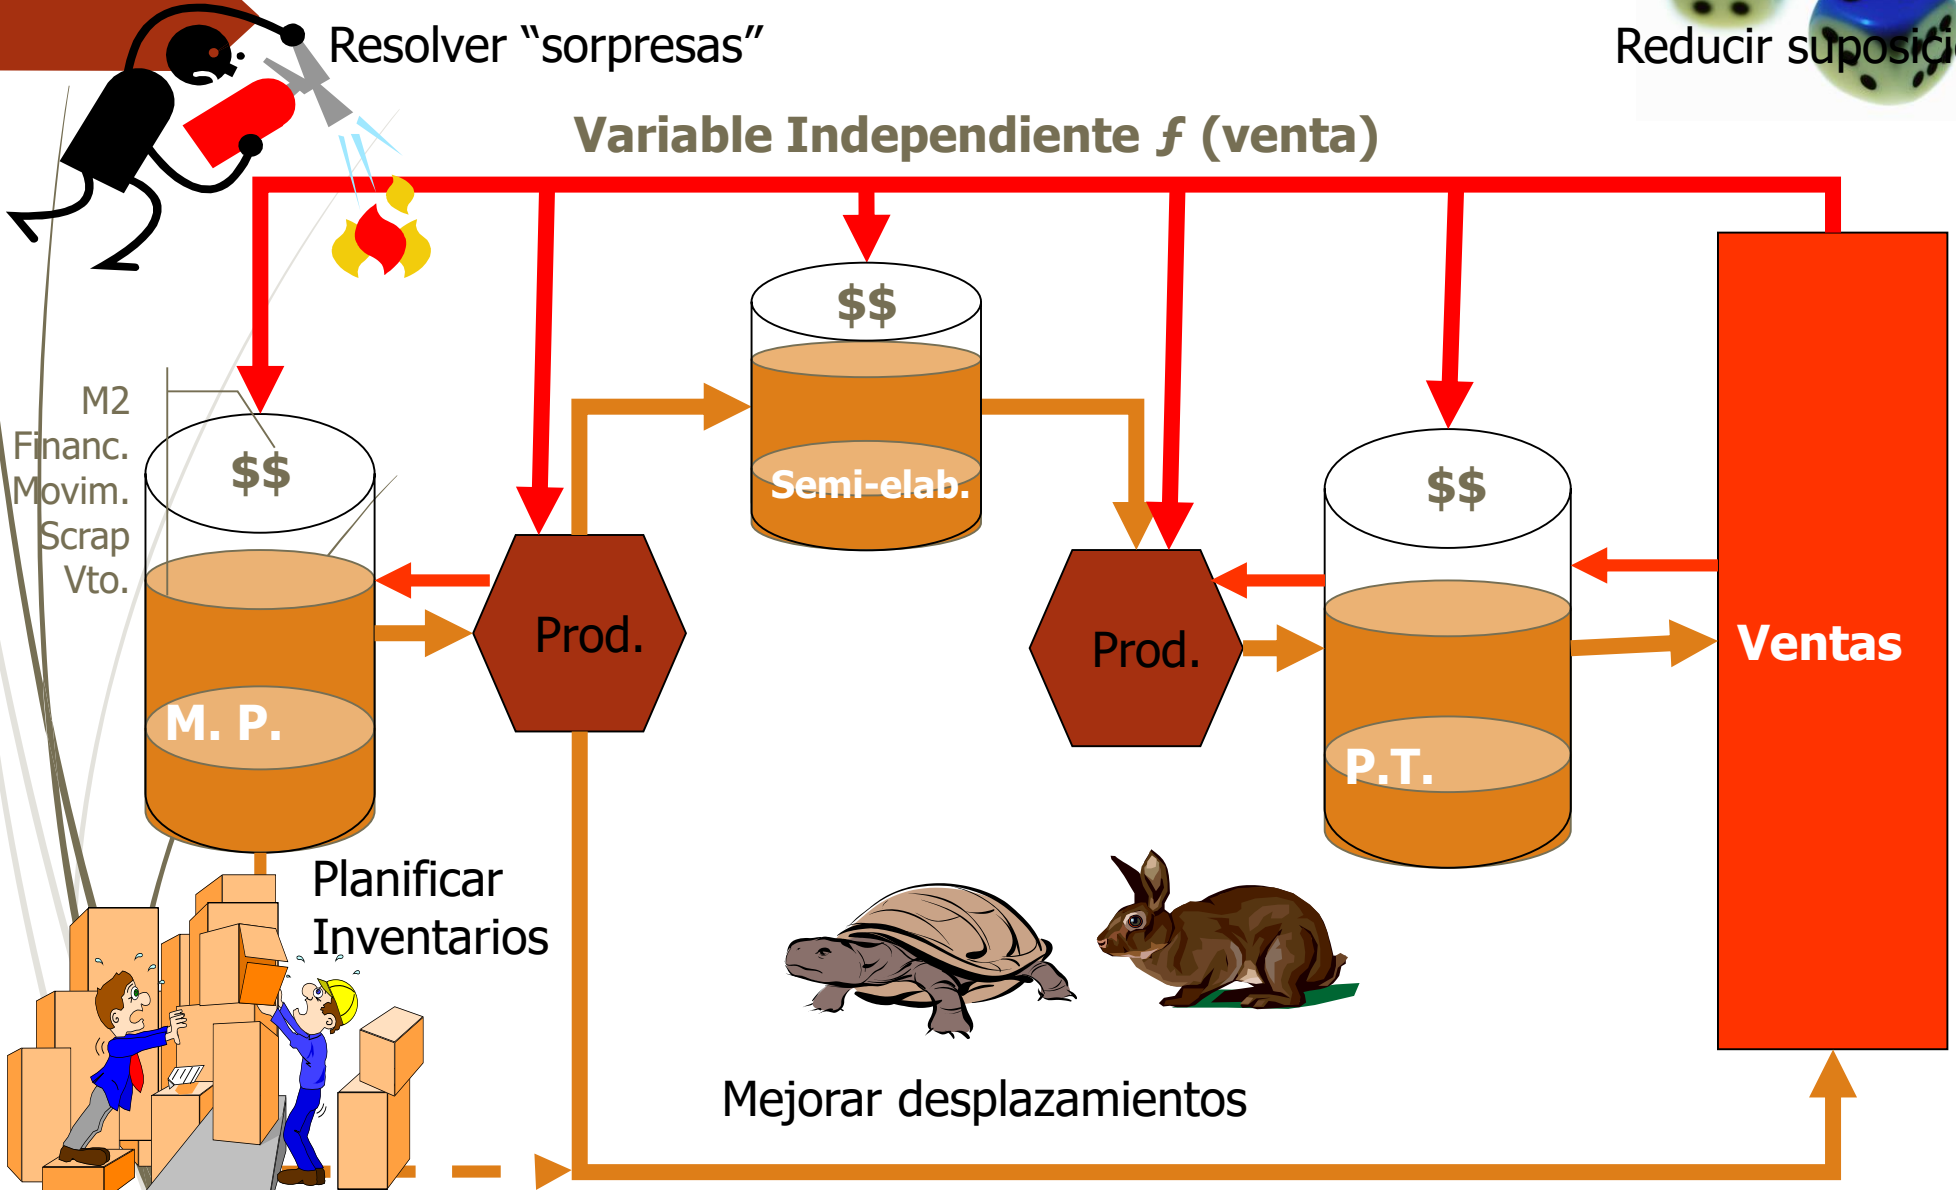 Resolver “sorpresas”
Reducir
Variable Independiente ƒ (venta)
$$
M2
Financ.
Movim.
Scrap
Vto.
$$
Semi-elab.
$$
Prod.
Prod.
Ventas
M. P.
P.T.
Planificar
Inventarios
Mejorar desplazamientos